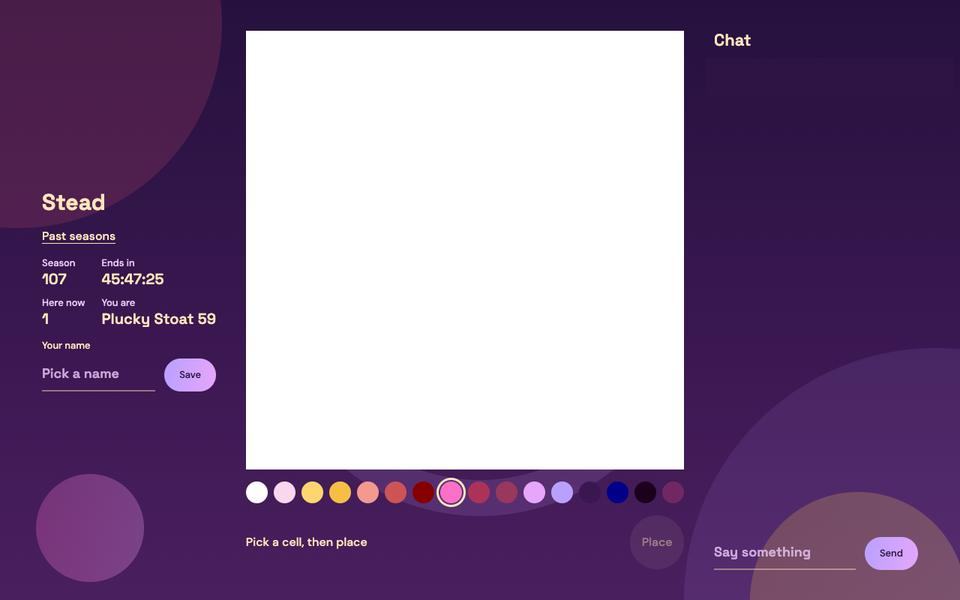 Stead
Past seasons
Season
107
Ends in
45:47:25
Here now
1
You are
Plucky Stoat 59
Your name
Pick a name
Save
Pick a cell, then place
Place
Chat
Say something
Send